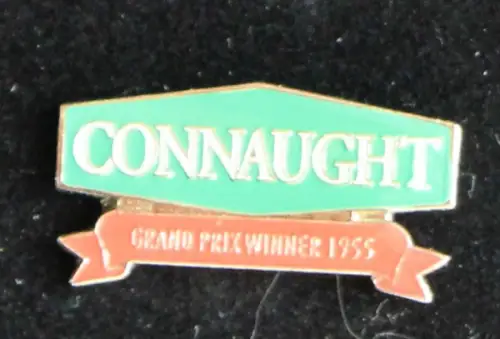 CONNAUGHT
GRAND PRIX WINNER 1955